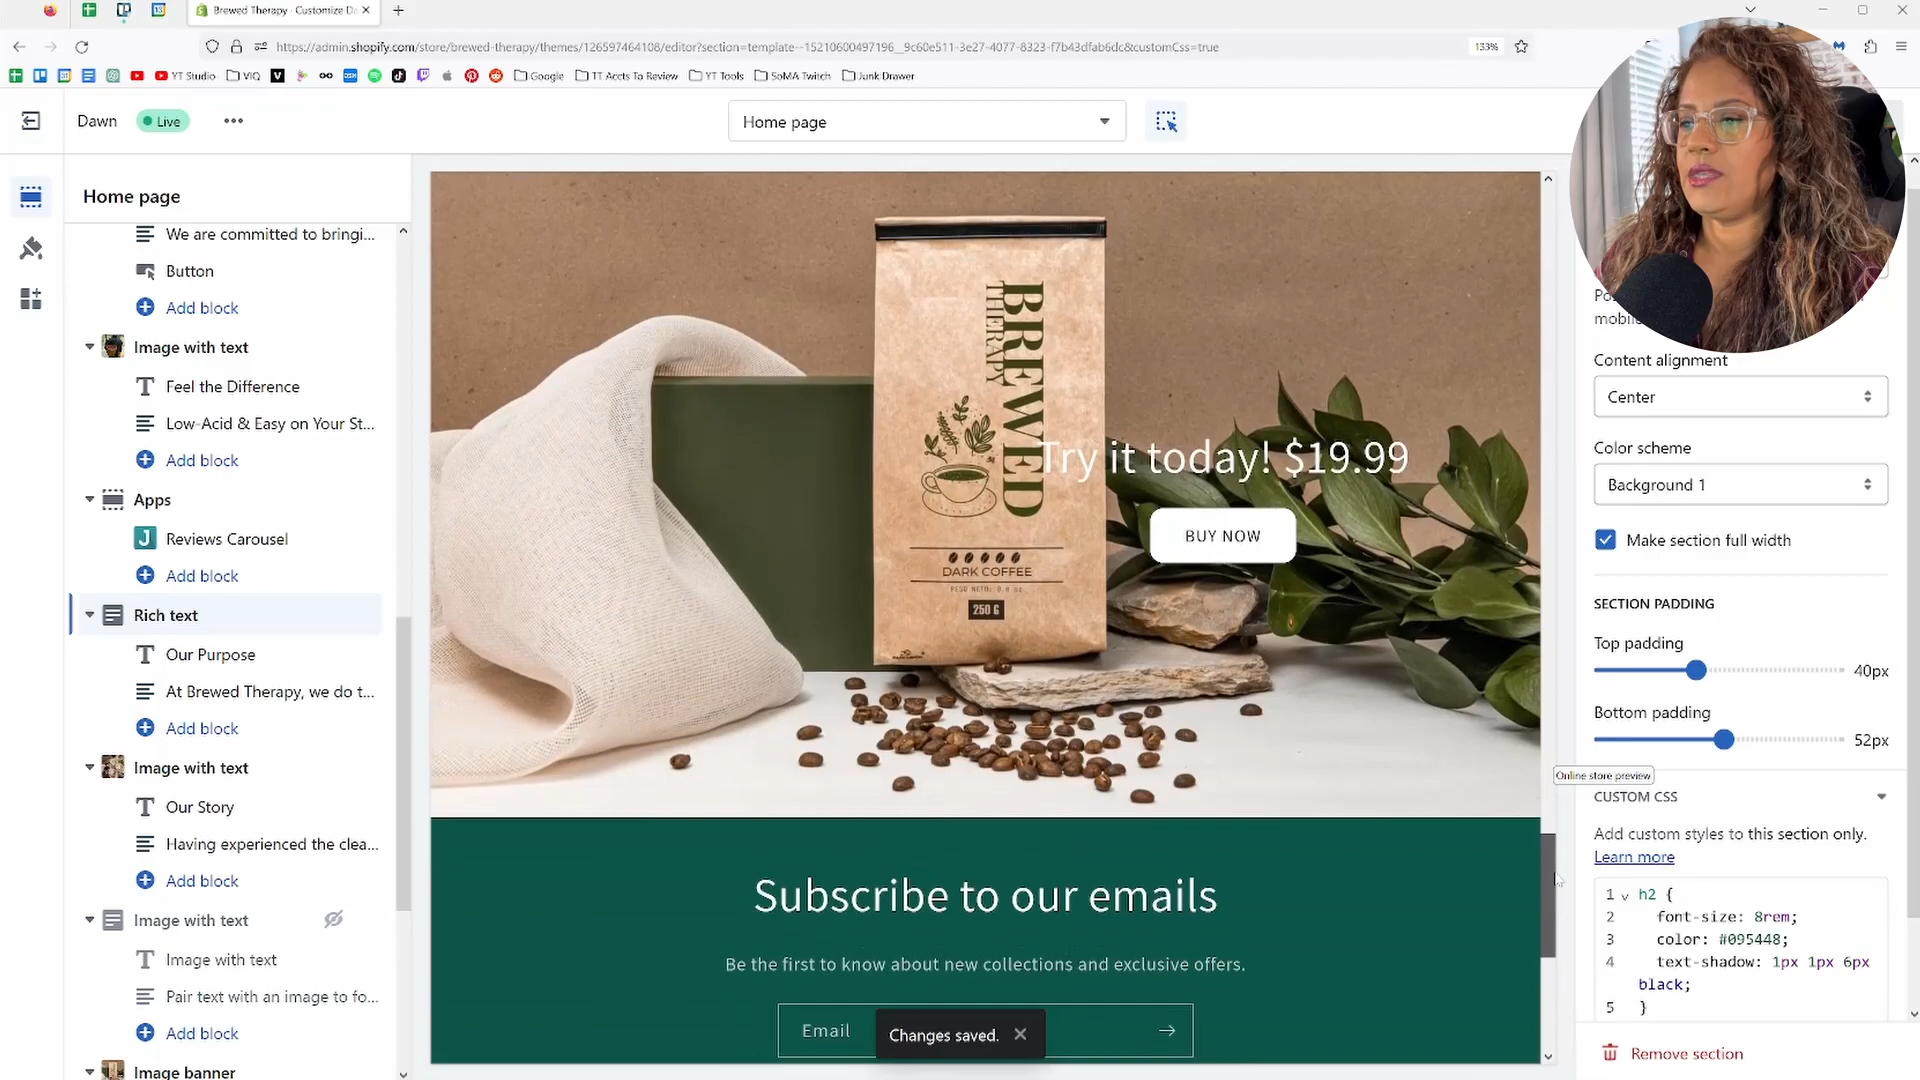 Brewed Therapy · Customize Da
https://admin.shopify.com/store/brewed-therapy/themes/126597464108/editor?section=template--15210600497196__9c60e511-3e27-4077-8323-f7b43dfab6dc&customCss=true
133%
YT Studio
VIQ
Google
TT Accts To Review
YT Tools
SoMA Twitch
Junk Drawer
Dawn
Live
Home page
Home page
We are committed to bringi...
Button
Add block
Image with text
Feel the Difference
Low-Acid & Easy on Your St...
Add block
Apps
Reviews Carousel
Add block
Rich text
Our Purpose
At Brewed Therapy, we do t...
Add block
Image with text
Our Story
Having experienced the clea...
Add block
Image with text
Image with text
Pair text with an image to fo...
Add block
Image banner
BREWED
THERAPY
DARK COFFEE
250 G
Try it today! $19.99
BUY NOW
Subscribe to our emails
Be the first to know about new collections and exclusive offers.
Email
Changes saved.
Content alignment
Center
Color scheme
Background 1
Make section full width
SECTION PADDING
Top padding
40px
Bottom padding
52px
Online store preview
CUSTOM CSS
Add custom styles to this section only.
Learn more
1 h2 {
2 font-size: 8rem;
3 color: #095448;
4 text-shadow: 1px 1px 6px
black;
5 }
Remove section